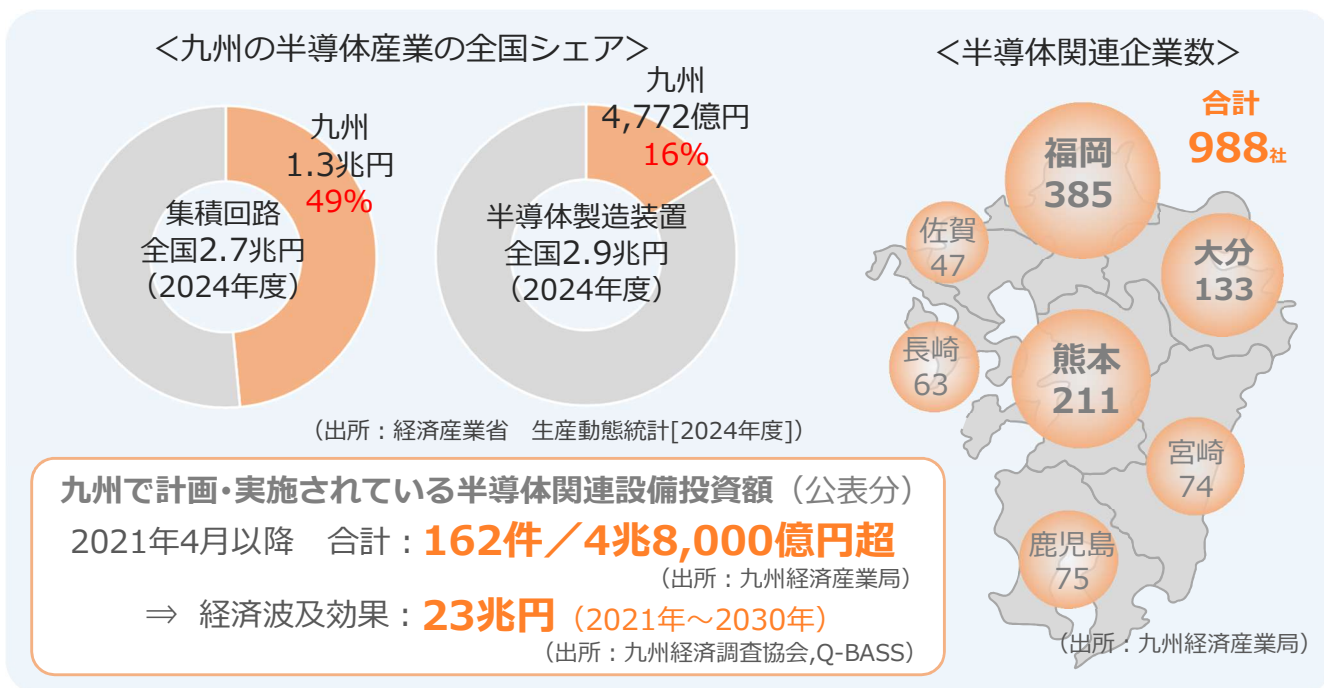 ＜九州の半導体産業の全国シェア＞
九州
1.3兆円
49%
集積回路
全国2.7兆円
（2024年度）
九州
4,772億円
16%
半導体製造装置
全国2.9兆円
（2024年度）
（出所：経済産業省　生産動態統計[2024年度]）
九州で計画・実施されている半導体関連設備投資額（公表分）
2021年4月以降　合計：162件／4兆8,000億円超
（出所：九州経済産業局）
⇒ 経済波及効果：23兆円（2021年～2030年）
（出所：九州経済調査協会,Q-BASS）
＜半導体関連企業数＞
合計
988社
福岡
385
佐賀
47
大分
133
長崎
63
熊本
211
宮崎
74
鹿児島
75
（出所：九州経済産業局）